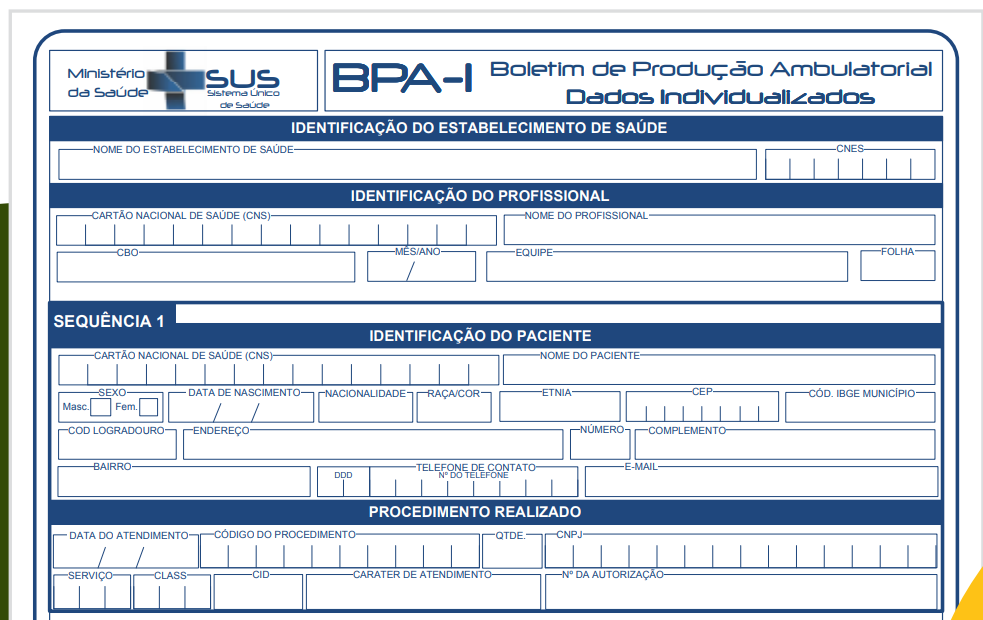 Ministério da Saúde
SUS
Sistema Único de Saúde
BPA-I
Boletim de Produção Ambulatorial
Dados Individualizados
IDENTIFICAÇÃO DO ESTABELECIMENTO DE SAÚDE
NOME DO ESTABELECIMENTO DE SAÚDE CNES
IDENTIFICAÇÃO DO PROFISSIONAL
CARTÃO NACIONAL DE SAÚDE (CNS) NOME DO PROFISSIONAL
CBO MÊS/ANO EQUIPE FOLHA
/
SEQUÊNCIA 1
IDENTIFICAÇÃO DO PACIENTE
CARTÃO NACIONAL DE SAÚDE (CNS) NOME DO PACIENTE
SEXO DATA DE NASCIMENTO NACIONALIDADE RAÇA/COR ETNIA CEP CÓD. IBGE MUNICÍPIO
Masc. Fem. / /
COD LOGRADOURO ENDEREÇO NÚMERO COMPLEMENTO
BAIRRO TELEFONE DE CONTATO E-MAIL
DDD Nº DO TELEFONE
PROCEDIMENTO REALIZADO
DATA DO ATENDIMENTO CÓDIGO DO PROCEDIMENTO QTDE. CNPJ
/ /
SERVIÇO CLASS CID CARATER DE ATENDIMENTO Nº DA AUTORIZAÇÃO